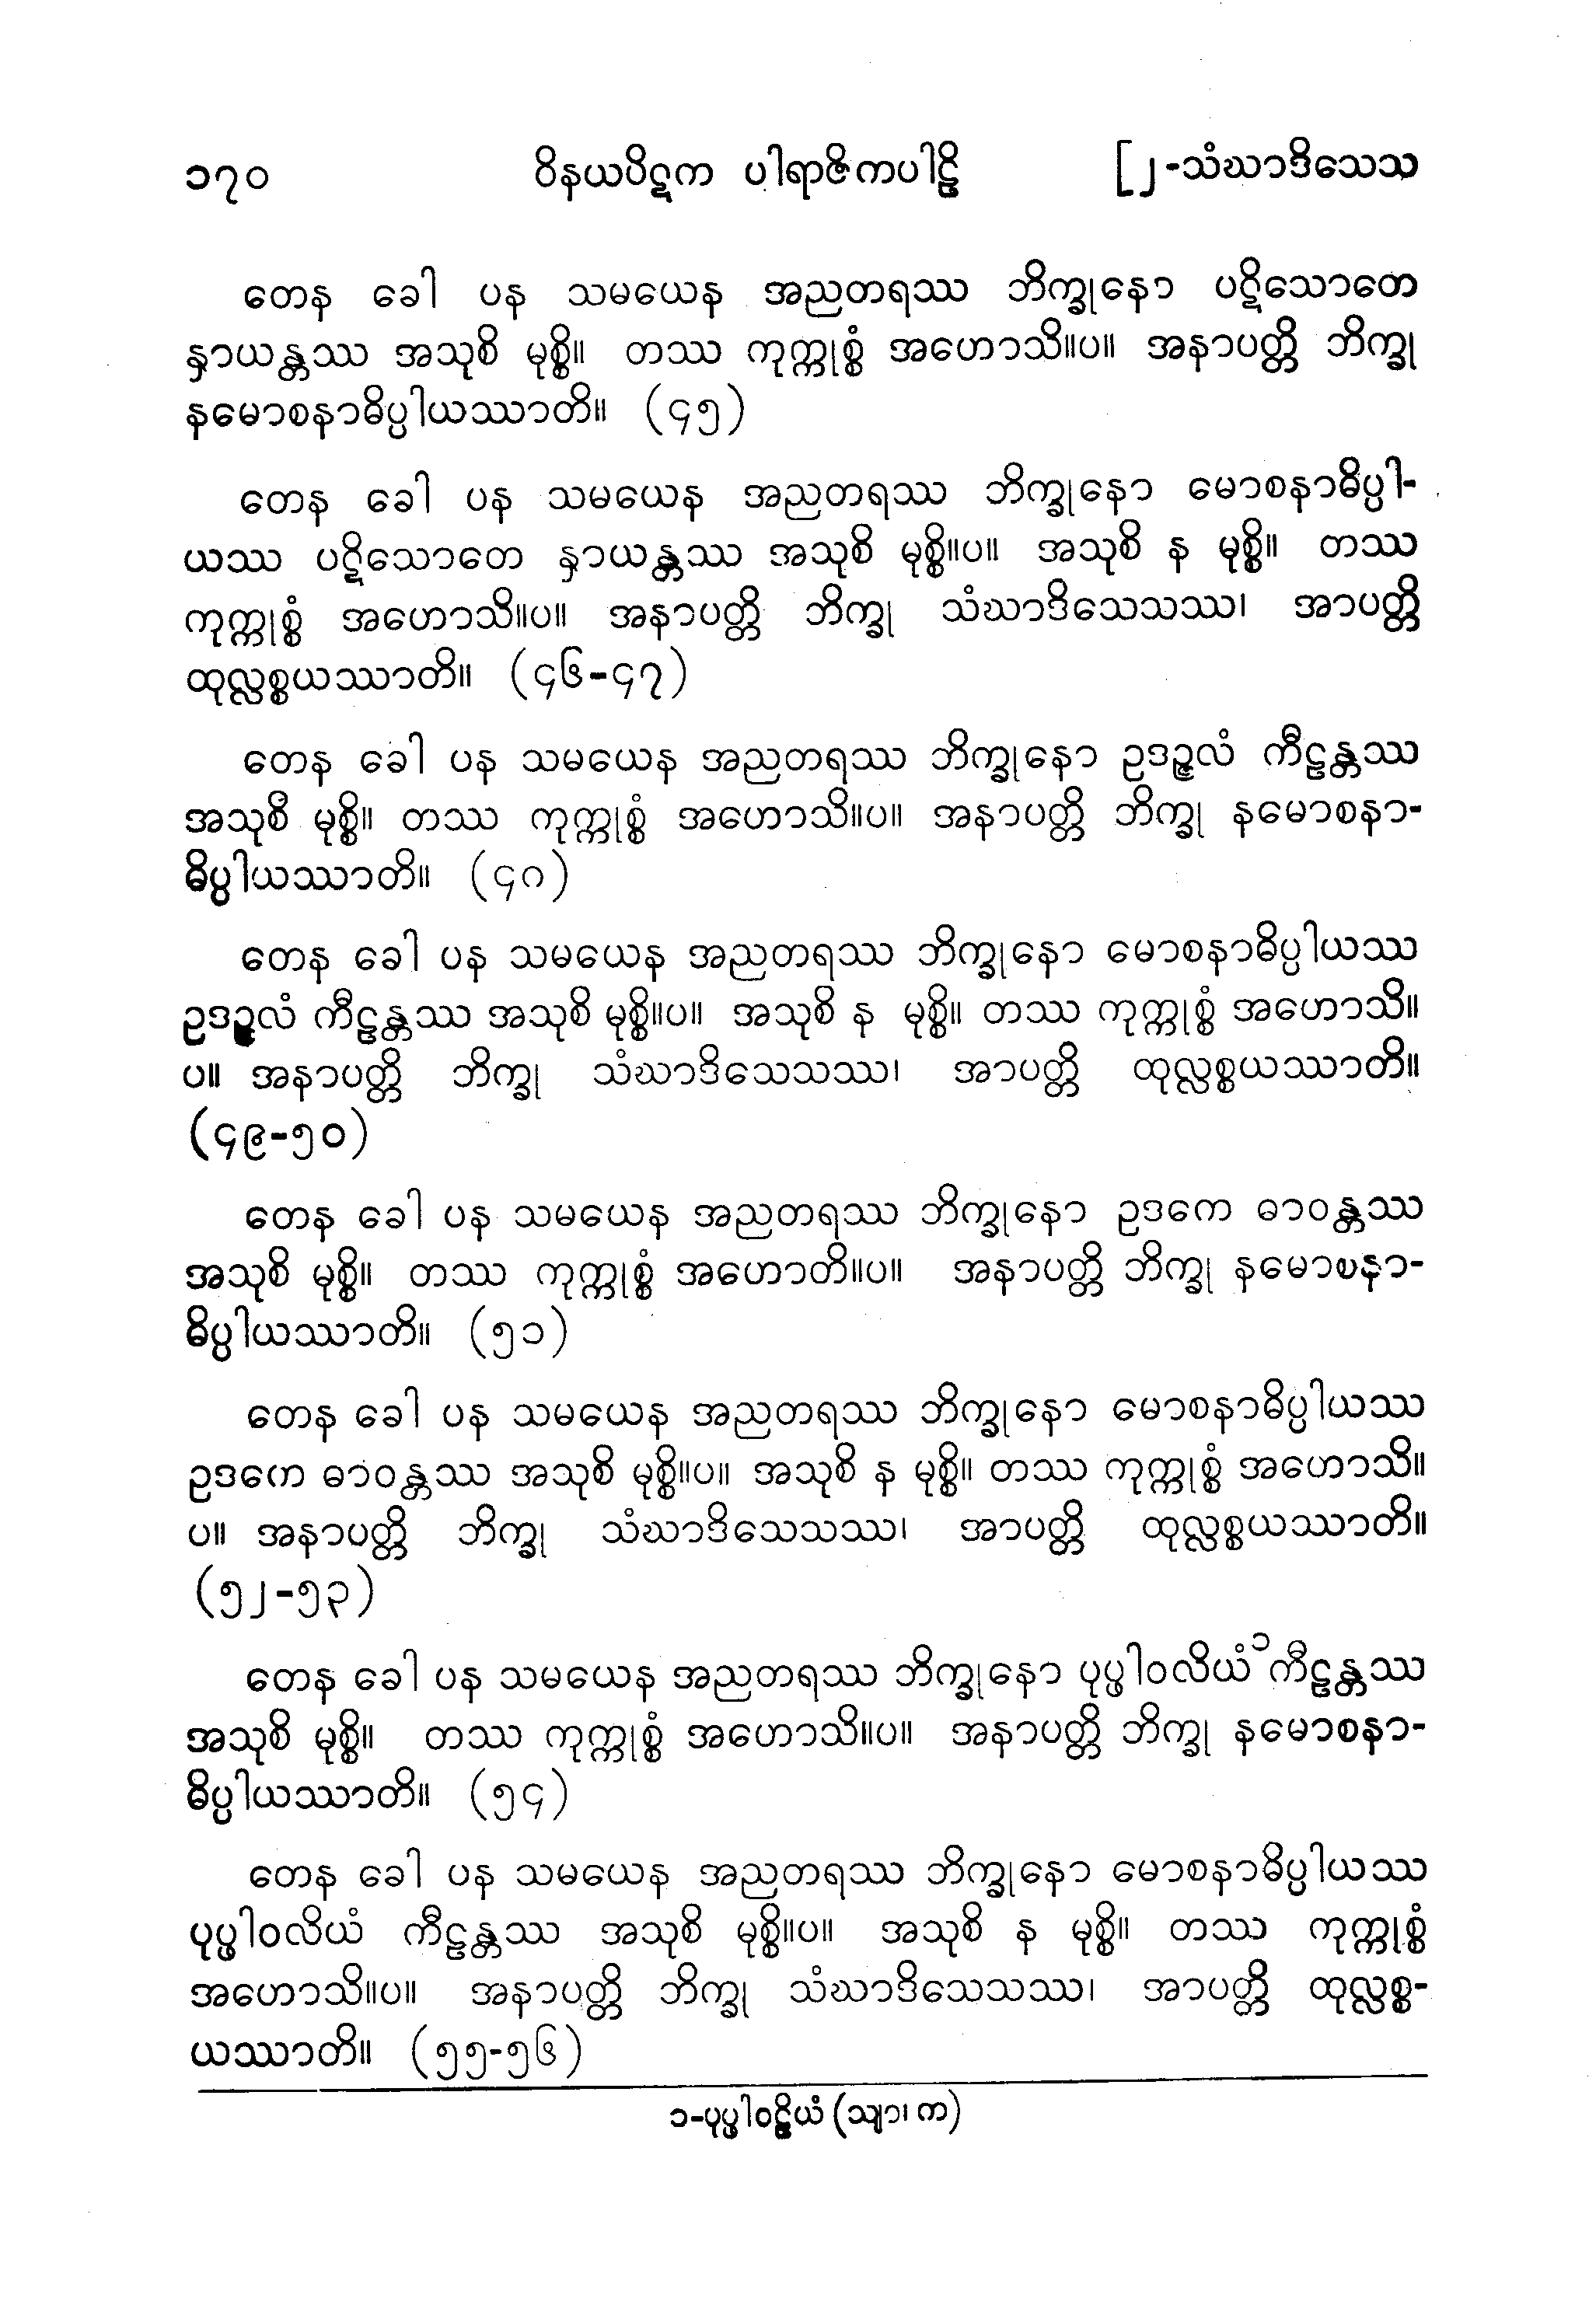 ၁၇၀ ဝိနယပိဋက ပါရာဇိကပါဠိ [၂-သံဃာဒိသေသ
တေန ခေါ ပန သမယေန အညတရဿ ဘိက္ခုနော ပဋိသောတေ
နှာယန္တဿ အသုစိ မုစ္စိ။ တဿ ကုက္ကုစ္စံ အဟောသိ။ပ။ အနာပတ္တိ ဘိက္ခု
နမောစနာဓိပ္ပါယဿာတိ။ (၄၅)
တေန ခေါ ပန သမယေန အညတရဿ ဘိက္ခုနော မောစနာဓိပ္ပါ-
ယဿ ပဋိသောတေ နှာယန္တဿ အသုစိ မုစ္စိ။ပ။ အသုစိ န မုစ္စိ။ တဿ
ကုက္ကုစ္စံ အဟောသိ။ပ။ အနာပတ္တိ ဘိက္ခု သံဃာဒိသေသဿ၊ အာပတ္တိ
ထုလ္လစ္စယဿာတိ။ (၄၆-၄၇)
တေန ခေါ ပန သမယေန အညတရဿ ဘိက္ခုနော ဥဒဉ္ဇလံ ကီဠန္တဿ
အသုစိ မုစ္စိ။ တဿ ကုက္ကုစ္စံ အဟောသိ။ပ။ အနာပတ္တိ ဘိက္ခု နမောစနာ-
ဓိပ္ပါယဿာတိ။ (၄၈)
တေန ခေါ ပန သမယေန အညတရဿ ဘိက္ခုနော မောစနာဓိပ္ပါယဿ
ဥဒဉ္ဇလံ ကီဠန္တဿ အသုစိ မုစ္စိ။ပ။ အသုစိ န မုစ္စိ။ တဿ ကုက္ကုစ္စံ အဟောသိ။
ပ။ အနာပတ္တိ ဘိက္ခု သံဃာဒိသေသဿ၊ အာပတ္တိ ထုလ္လစ္စယဿာတိ။
(၄၉-၅၀)
တေန ခေါ ပန သမယေန အညတရဿ ဘိက္ခုနော ဥဒကေ ဓာဝန္တဿ
အသုစိ မုစ္စိ။ တဿ ကုက္ကုစ္စံ အဟောတိ။ပ။ အနာပတ္တိ ဘိက္ခု နမောစနာ-
ဓိပ္ပါယဿာတိ။ (၅၁)
တေန ခေါ ပန သမယေန အညတရဿ ဘိက္ခုနော မောစနာဓိပ္ပါယဿ
ဥဒကေ ဓာဝန္တဿ အသုစိ မုစ္စိ။ပ။ အသုစိ န မုစ္စိ။ တဿ ကုက္ကုစ္စံ အဟောသိ။
ပ။ အနာပတ္တိ ဘိက္ခု သံဃာဒိသေသဿ၊ အာပတ္တိ ထုလ္လစ္စယဿာတိ။
(၅၂-၅၃)
တေန ခေါ ပန သမယေန အညတရဿ ဘိက္ခုနော ပုပ္ဖါဝလိယံ ၁ ကီဠန္တဿ
အသုစိ မုစ္စိ။ တဿ ကုက္ကုစ္စံ အဟောသိ။ပ။ အနာပတ္တိ ဘိက္ခု နမောစနာ-
ဓိပ္ပါယဿာတိ။ (၅၄)
တေန ခေါ ပန သမယေန အညတရဿ ဘိက္ခုနော မောစနာဓိပ္ပါယဿ
ပုပ္ဖါဝလိယံ ကီဠန္တဿ အသုစိ မုစ္စိ။ပ။ အသုစိ န မုစ္စိ။ တဿ ကုက္ကုစ္စံ
အဟောသိ။ပ။ အနာပတ္တိ ဘိက္ခု သံဃာဒိသေသဿ၊ အာပတ္တိ ထုလ္လစ္စ-
ယဿာတိ။ (၅၅-၅၆)
၁-ပုပ္ဖါဝဠိယံ (သျာ၊ က)